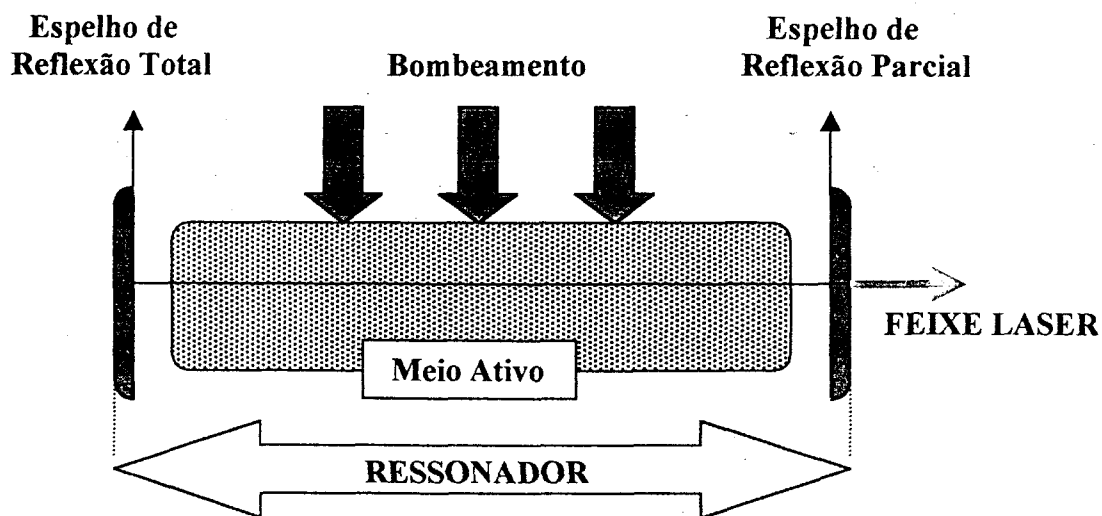 Espelho de
Reflexão Total
Bombeamento
Espelho de
Reflexão Parcial
FEIXE LASER
Meio Ativo
RESSONADOR